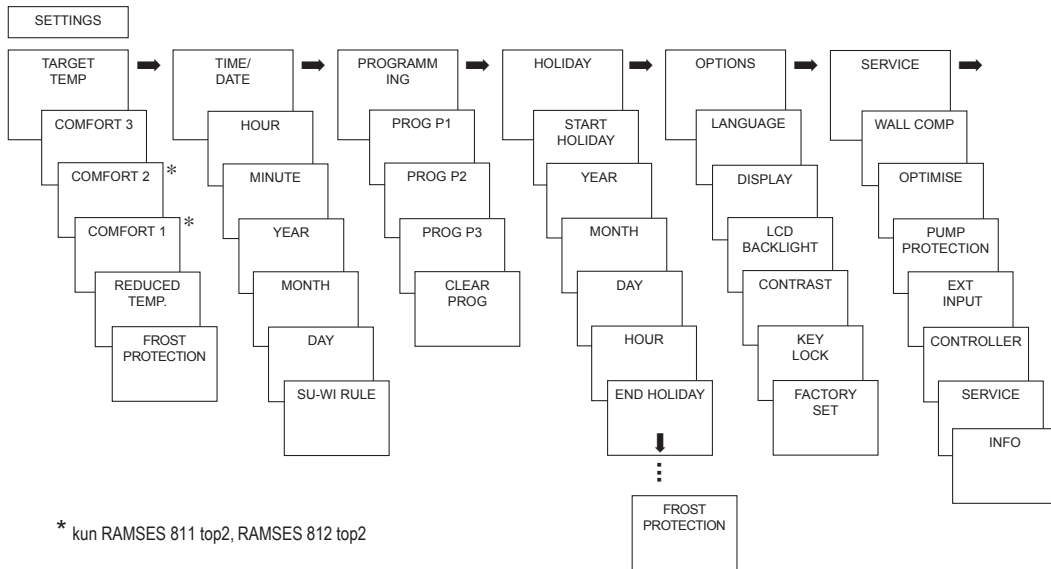 SETTINGS
TARGET
TEMP
COMFORT 3
COMFORT 2
*
COMFORT 1
*
REDUCED
TEMP.
FROST
PROTECTION
TIME/
DATE
HOUR
MINUTE
YEAR
MONTH
DAY
SU-WI RULE
PROGRAMM
ING
PROG P1
PROG P2
PROG P3
CLEAR
PROG
HOLIDAY
START
HOLIDAY
YEAR
MONTH
DAY
HOUR
END HOLIDAY
FROST
PROTECTION
OPTIONS
LANGUAGE
DISPLAY
LCD
BACKLIGHT
CONTRAST
KEY
LOCK
FACTORY
SET
SERVICE
WALL COMP
OPTIMISE
PUMP
PROTECTION
EXT
INPUT
CONTROLLER
SERVICE
INFO
* kun RAMSES 811 top2, RAMSES 812 top2